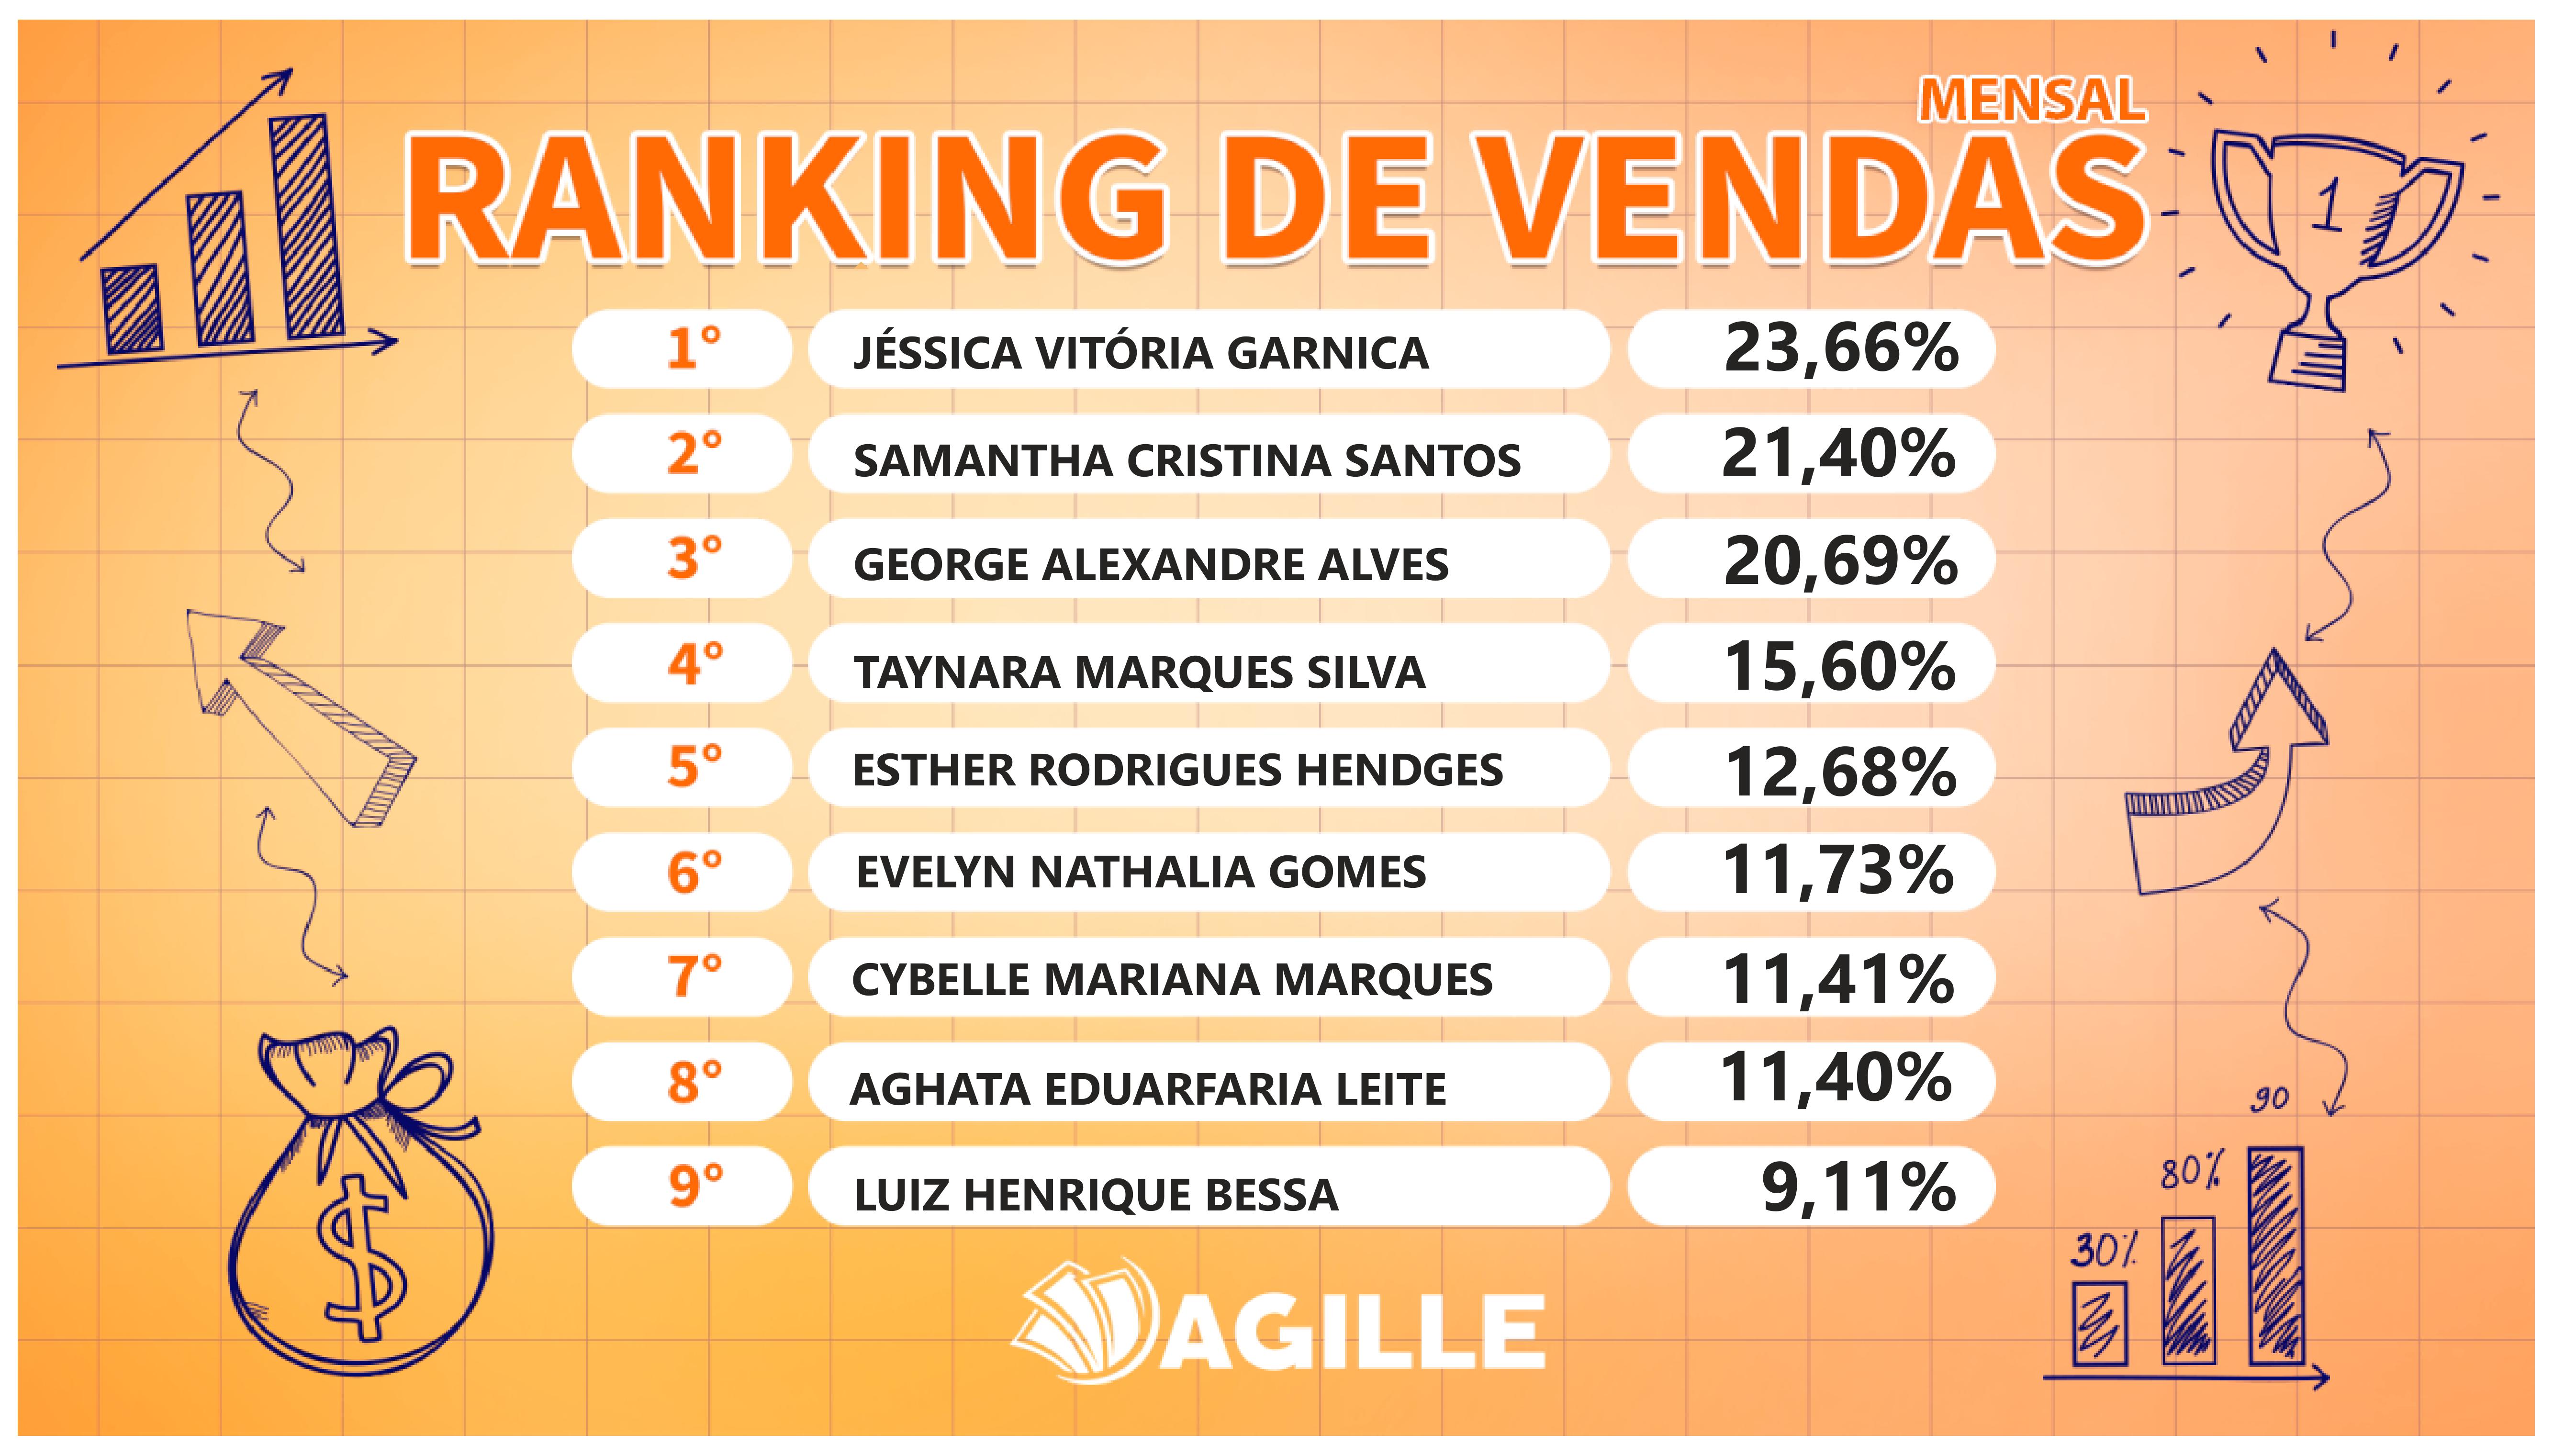 MENSAL
RANKING DE VENDAS
1
1° JÉSSICA VITÓRIA GARNICA 23,66%
2° SAMANTHA CRISTINA SANTOS 21,40%
3° GEORGE ALEXANDRE ALVES 20,69%
4° TAYNARA MARQUES SILVA 15,60%
5° ESTHER RODRIGUES HENDGES 12,68%
6° EVELYN NATHALIA GOMES 11,73%
7° CYBELLE MARIANA MARQUES 11,41%
8° AGHATA EDUARFARIA LEITE 11,40%
9° LUIZ HENRIQUE BESSA 9,11%
$
90
80%
30%
AGILLE